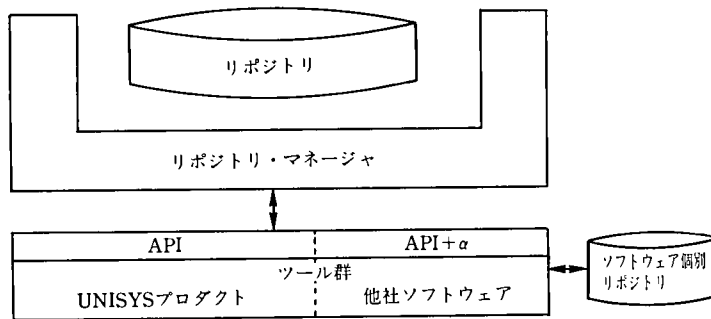 リポジトリ
リポジトリ・マネージャ
API
API+α
ツール群
UNISYSプロダクト
他社ソフトウェア
ソフトウェア個別
リポジトリ